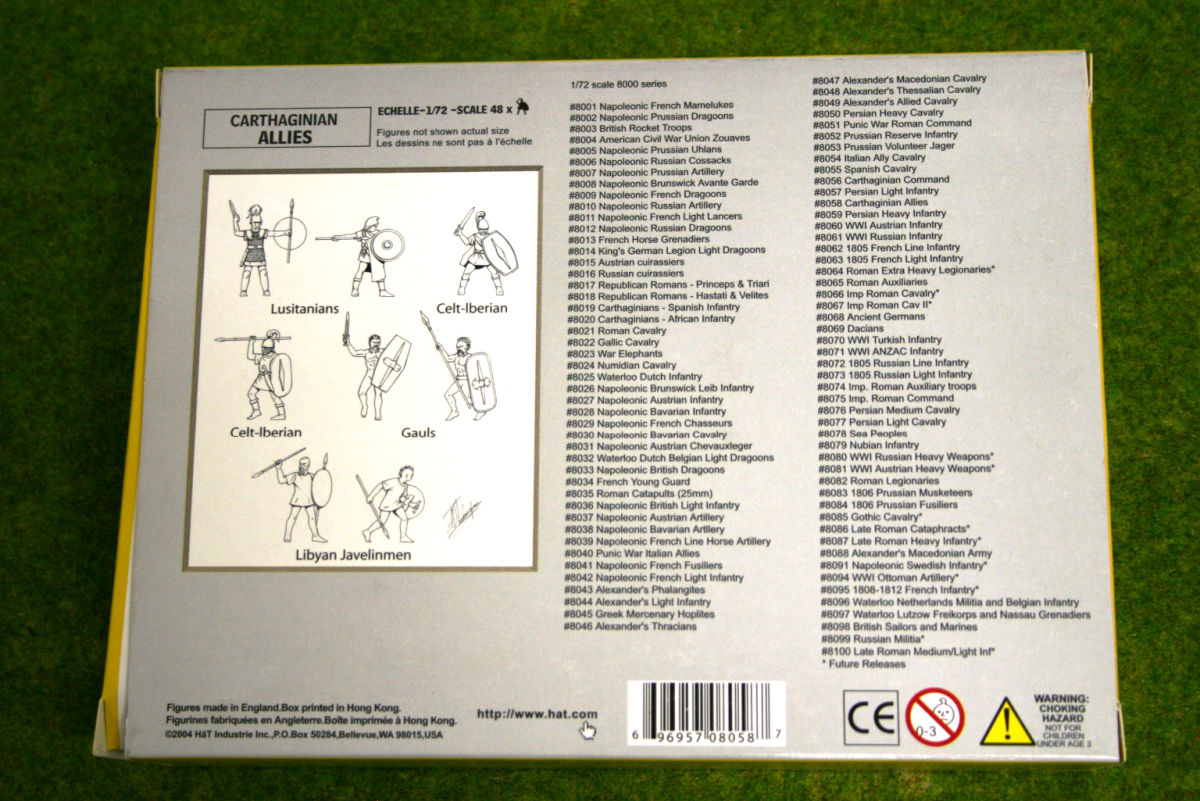 CARTHAGINIAN
ALLIES
ECHELLE-1/72 -SCALE 48 x
Figures not shown actual size
Les dessins ne sont pas à l'échelle
Lusitanians
Celt-Iberian
Celt-Iberian
Gauls
Libyan Javelinmen
1/72 scale 8000 series
#8001 Napoleonic French Mamelukes
#8002 Napoleonic Prussian Dragoons
#8003 British Rocket Troops
#8004 American Civil War Union Zouaves
#8005 Napoleonic Prussian Uhlans
#8006 Napoleonic Russian Cossacks
#8007 Napoleonic Prussian Artillery
#8008 Napoleonic Brunswick Avante Garde
#8009 Napoleonic French Dragoons
#8010 Napoleonic Russian Artillery
#8011 Napoleonic French Light Lancers
#8012 Napoleonic Russian Dragoons
#8013 French Horse Grenadiers
#8014 King's German Legion Light Dragoons
#8015 Austrian cuirassiers
#8016 Russian cuirassiers
#8017 Republican Romans - Princeps & Triari
#8018 Republican Romans - Hastati & Velites
#8019 Carthaginians - Spanish Infantry
#8020 Carthaginians - African Infantry
#8021 Roman Cavalry
#8022 Gallic Cavalry
#8023 War Elephants
#8024 Numidian Cavalry
#8025 Waterloo Dutch Infantry
#8026 Napoleonic Brunswick Leib Infantry
#8027 Napoleonic Austrian Infantry
#8028 Napoleonic Bavarian Infantry
#8029 Napoleonic French Chasseurs
#8030 Napoleonic Bavarian Cavalry
#8031 Napoleonic Austrian Chevauxleger
#8032 Waterloo Dutch Belgian Light Dragoons
#8033 Napoleonic British Dragoons
#8034 French Young Guard
#8035 Roman Catapults (25mm)
#8036 Napoleonic British Light Infantry
#8037 Napoleonic Austrian Artillery
#8038 Napoleonic Bavarian Artllery
#8039 Napoleonic French Line Horse Artillery
#8040 Punic War Italian Allies
#8041 Napoleonic French Fusiliers
#8042 Napoleonic French Light Infantry
#8043 Alexander's Phalangites
#8044 Alexander's Light Infantry
#8045 Greek Mercenary Hoplites
#8046 Alexander's Thracians
#8047 Alexander's Macedonian Cavalry
#8048 Alexander's Thessalian Cavalry
#8049 Alexander's Allied Cavalry
#8050 Persian Heavy Cavalry
#8051 Punic War Roman Command
#8052 Prussian Reserve Infantry
#8053 Prussian Volunteer Jager
#8054 Italian Ally Cavalry
#8055 Spanish Cavalry
#8056 Carthaginian Command
#8057 Persian Light Infantry
#8058 Carthaginian Allies
#8059 Persian Heavy Infantry
#8060 WWI Austrian Infantry
#8061 WWI Russian Infantry
#8062 1805 French Line Infantry
#8063 1805 French Light Infantry
#8064 Roman Extra Heavy Legionaries*
#8065 Roman Auxiliaries
#8066 Imp Roman Cavalry*
#8067 Imp Roman Cav II*
#8068 Ancient Germans
#8069 Dacians
#8070 WWI Turkish Infantry
#8071 WWI ANZAC Infantry
#8072 1805 Russian Line Infantry
#8073 1805 Russian Light Infantry
#8074 Imp. Roman Auxiliary troops
#8075 Imp. Roman Command
#8076 Persian Medium Cavalry
#8077 Persian Light Cavalry
#8078 Sea Peoples
#8079 Nubian Infantry
#8080 WWI Russian Heavy Weapons*
#8081 WWI Austrian Heavy Weapons*
#8082 Roman Legionaries
#8083 1806 Prussian Musketeers
#8084 1806 Prussian Fusiliers
#8085 Gothic Cavalry*
#8086 Late Roman Cataphracts*
#8087 Late Roman Heavy Infantry*
#8088 Alexander's Macedonian Army
#8091 Napoleonic Swedish Infantry*
#8094 WWI Ottoman Artillery*
#8095 1808-1812 French Infantry*
#8096 Waterloo Netherlands Militia and Belgian Infantry
#8097 Waterloo Lutzow Freikorps and Nassau Grenadiers
#8098 British Sailors and Marines
#8099 Russian Militia*
#8100 Late Roman Medium/Light Inf*
* Future Releases
Figures made in England.Box printed in Hong Kong.
Figurines fabriquées en Angleterre.Boîte imprimée à Hong Kong.
©2004 HäT Industrie Inc.,P.O.Box 50284,Bellevue,WA 98015,USA
http://www.hat.com
6 96957 08058 7
CE
0-3
WARNING:
CHOKING
HAZARD
NOT FOR
CHILDREN
UNDER AGE 3